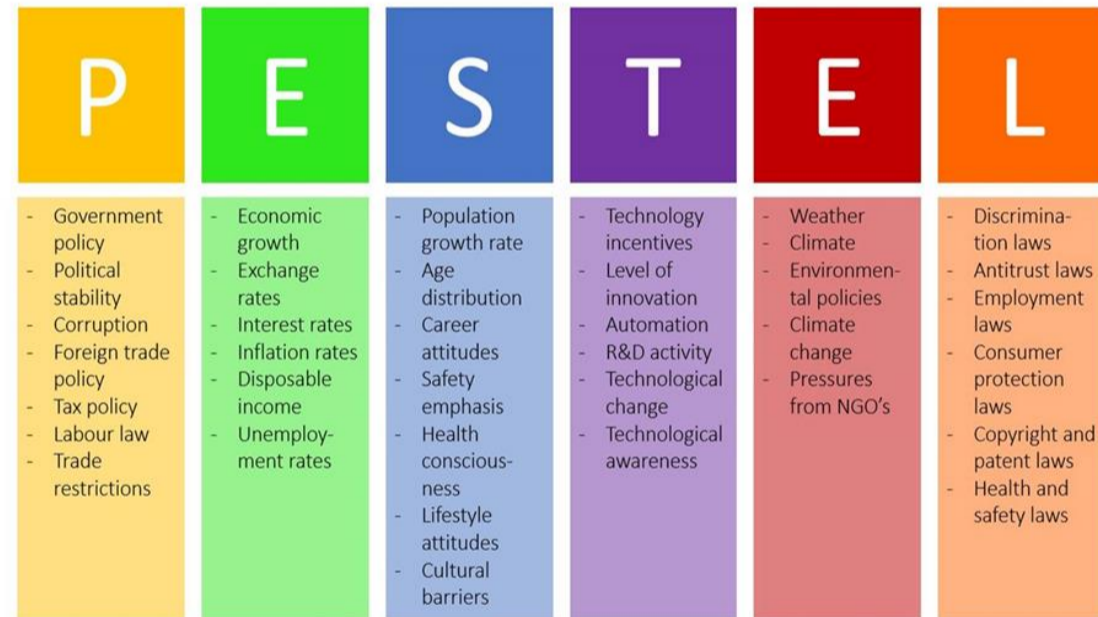 P
E
S
T
E
L
- Government
policy
- Political
stability
- Corruption
- Foreign trade
policy
- Tax policy
- Labour law
- Trade
restrictions
- Economic
growth
- Exchange
rates
- Interest rates
- Inflation rates
- Disposable
income
- Unemploy-
ment rates
- Population
growth rate
- Age
distribution
- Career
attitudes
- Safety
emphasis
- Health
conscious-
ness
- Lifestyle
attitudes
- Cultural
barriers
- Technology
incentives
- Level of
innovation
- Automation
- R&D activity
- Technological
change
- Technological
awareness
- Weather
- Climate
- Environmen-
tal policies
- Climate
change
- Pressures
from NGO's
- Discrimina-
tion laws
- Antitrust laws
- Employment
laws
- Consumer
protection
laws
- Copyright and
patent laws
- Health and
safety laws